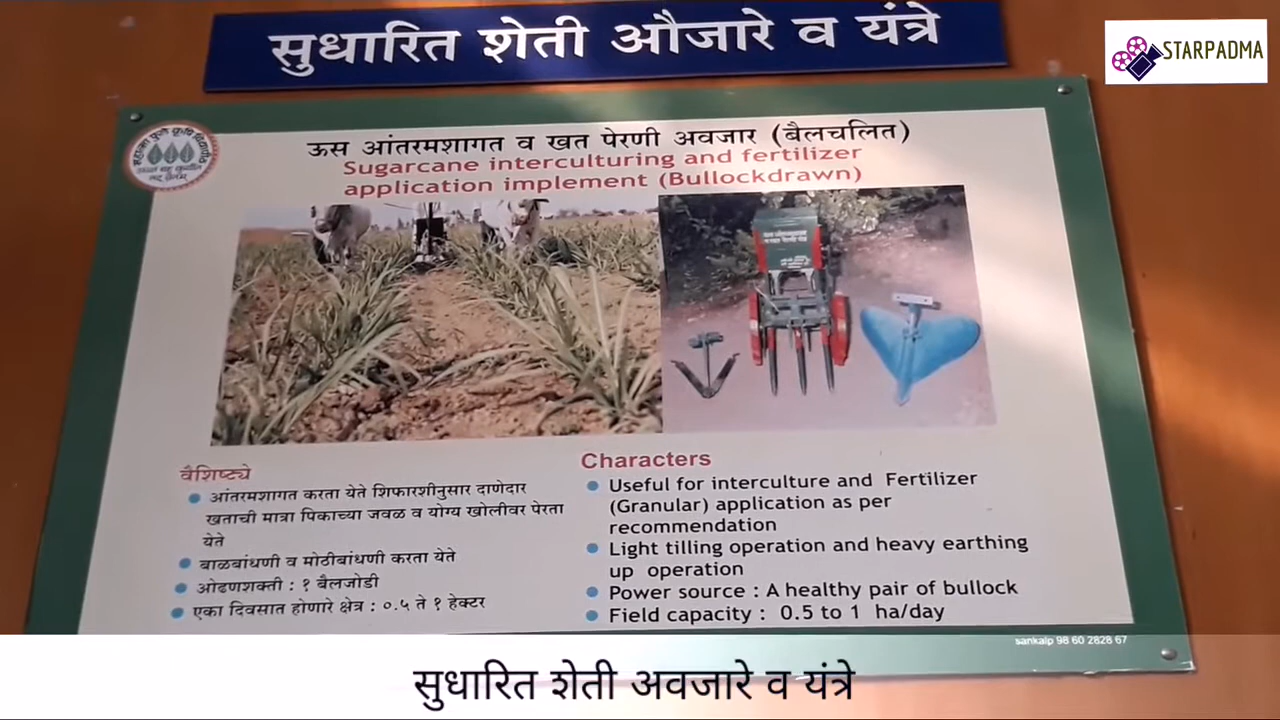 सुधारित शेती औजारे व यंत्रे
STARPADMA
ऊस आंतरमशागत व खत पेरणी अवजार (बैलचलित)
Sugarcane interculturing and fertilizer
application implement (Bullockdrawn)
वैशिष्ट्ये
आंतरमशागत करता येते शिफारशीनुसार दाणेदार
खताची मात्रा पिकाच्या जवळ व योग्य खोलीवर पेरता
येते
बाळबांधणी व मोठीबांधणी करता येते
ओढणशक्ती : १ बैलजोडी
एका दिवसात होणारे क्षेत्र : ०.५ ते १ हेक्टर
Characters
Useful for interculture and Fertilizer
(Granular) application as per
recommendation
Light tilling operation and heavy earthing
up operation
Power source : A healthy pair of bullock
Field capacity : 0.5 to 1 ha/day
sankalp 98 60 2828 67
सुधारित शेती अवजारे व यंत्रे